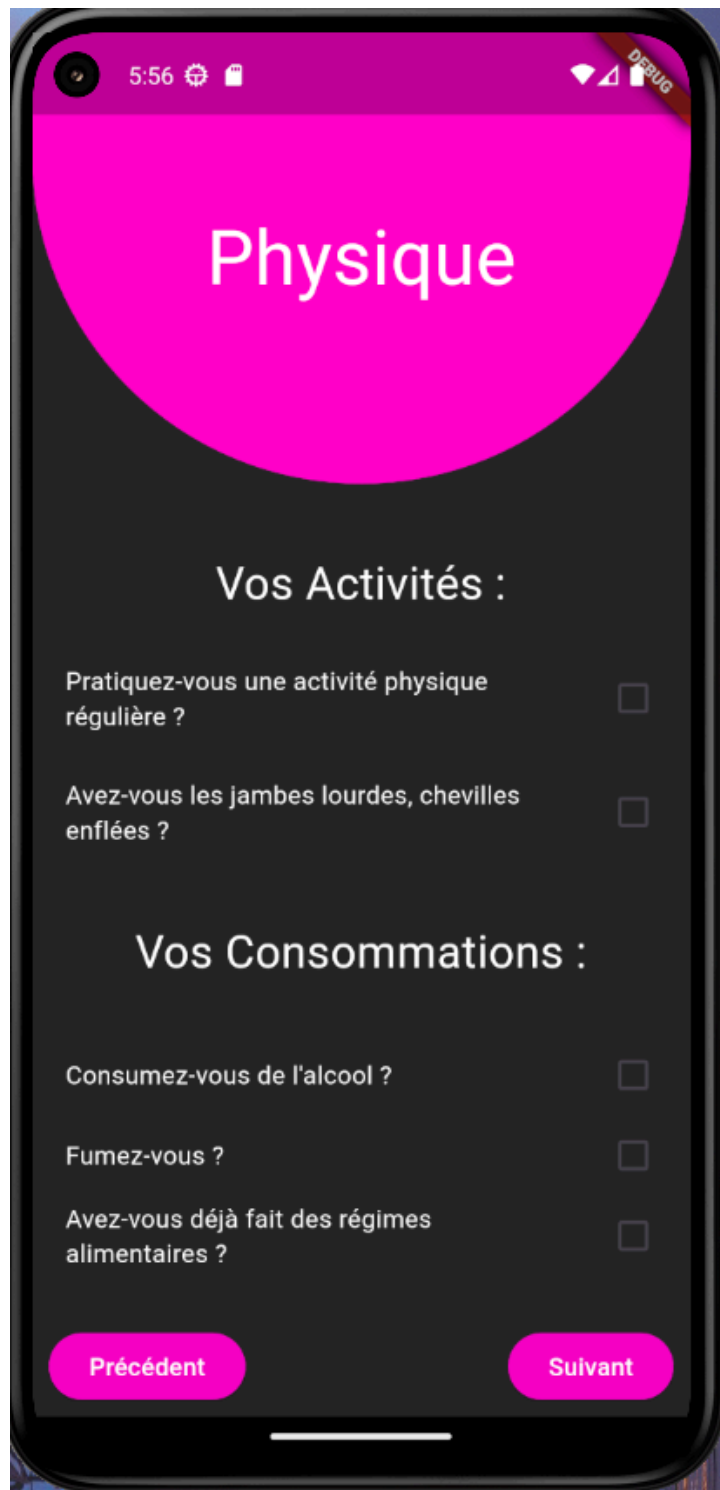 5:56
DEBUG
Physique
Vos Activités :
Pratiquez-vous une activité physique
régulière ?
Avez-vous les jambes lourdes, chevilles
enflées ?
Vos Consommations :
Consumez-vous de l'alcool ?
Fumez-vous ?
Avez-vous déjà fait des régimes
alimentaires ?
Précédent
Suivant